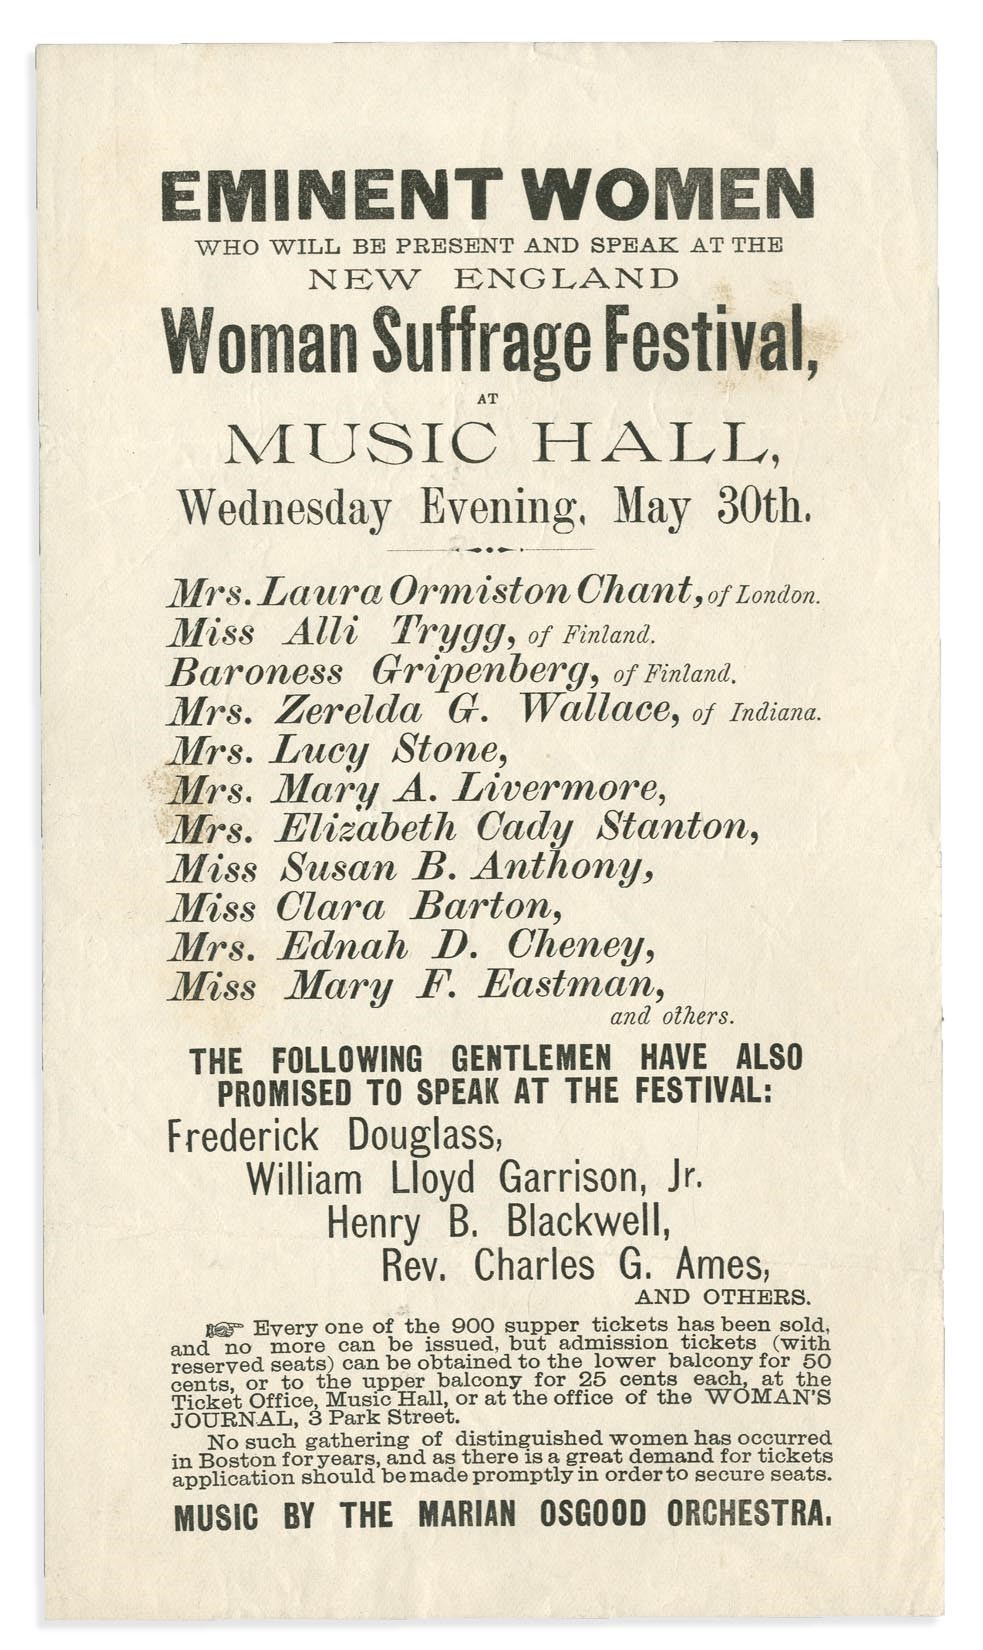 EMINENT WOMEN
WHO WILL BE PRESENT AND SPEAK AT THE
NEW ENGLAND
Woman Suffrage Festival,
AT
MUSIC HALL,
Wednesday Evening, May 30th.
Mrs. Laura Ormiston Chant, of London.
Miss Alli Trygg, of Finland.
Baroness Gripenberg, of Finland.
Mrs. Zerelda G. Wallace, of Indiana.
Mrs. Lucy Stone,
Mrs. Mary A. Livermore,
Mrs. Elizabeth Cady Stanton,
Miss Susan B. Anthony,
Miss Clara Barton,
Mrs. Ednah D. Cheney,
Miss Mary F. Eastman,
and others.
THE FOLLOWING GENTLEMEN HAVE ALSO
PROMISED TO SPEAK AT THE FESTIVAL:
Frederick Douglass,
William Lloyd Garrison, Jr.
Henry B. Blackwell,
Rev. Charles G. Ames,
AND OTHERS.
☞ Every one of the 900 supper tickets has been sold,
and no more can be issued, but admission tickets (with
reserved seats) can be obtained to the lower balcony for 50
cents, or to the upper balcony for 25 cents each, at the
Ticket Office, Music Hall, or at the office of the WOMAN'S
JOURNAL, 3 Park Street.
No such gathering of distinguished women has occurred
in Boston for years, and as there is a great demand for tickets
application should be made promptly in order to secure seats.
MUSIC BY THE MARIAN OSGOOD ORCHESTRA.